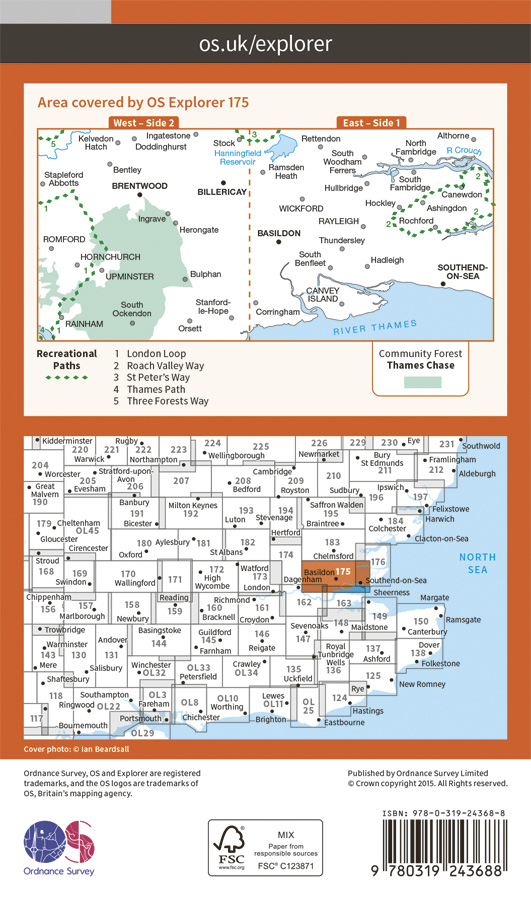 os.uk/explorer
Area covered by OS Explorer 175
West – Side 2
East – Side 1
5
Kelvedon
Hatch
Ingatestone
Doddinghurst
Stock
3
Hanningfield
Reservoir
Rettendon
Althorne
R Crouch
North
Fambridge
South
Woodham
Ferrers
Bentley
Stapleford
Abbotts
BRENTWOOD
BILLERICAY
Ramsden
Heath
Hullbridge
South
Fambridge
2
Canewdon
1
Ingrave
Herongate
WICKFORD
Hockley
Ashingdon
2
RAYLEIGH
Rochford
2
ROMFORD
HORNCHURCH
BASILDON
Thundersley
1
UPMINSTER
Bulphan
South
Benfleet
Hadleigh
SOUTHEND-
ON-SEA
CANVEY
ISLAND
South
Ockendon
Stanford-
le-Hope
Corringham
4
1
RAINHAM
Orsett
RIVER THAMES
Recreational
Paths
1 London Loop
2 Roach Valley Way
3 St Peter's Way
4 Thames Path
5 Three Forests Way
Community Forest
Thames Chase
Kidderminster
Rugby
224
226
229
230
Eye
231
Southwold
220
221
222
223
Wellingborough
225
Newmarket
Bury
St Edmunds
Framlingham
Warwick
Northampton
211
212
Aldeburgh
204
Worcester
Stratford-upon-
Avon
Cambridge
210
205
Evesham
206
207
208
Bedford
209
Royston
Sudbury
Ipswich
197
Great
Malvern
190
Banbury
191
Milton Keynes
192
193
Saffron Walden
195
196
Felixstowe
Bicester
Luton
Stevenage
194
Braintree
184
Harwich
179
Cheltenham
OL45
Colchester
Gloucester
180
Aylesbury
181
182
Hertford
183
Clacton-on-Sea
Cirencester
Oxford
St Albans
174
Chelmsford
Stroud
168
169
170
171
172
Watford
173
Basildon
175
176
NORTH
SEA
Swindon
Wallingford
High
Wycombe
London
Dagenham
Southend-on-Sea
Chippenham
156
157
158
Reading
159
160
Richmond
161
162
163
Sheerness
Margate
Marlborough
Newbury
Bracknell
Croydon
148
149
150
Ramsgate
Trowbridge
Basingstoke
144
Guildford
145
146
Sevenoaks
147
Maidstone
Canterbury
Warminster
143
130
Andover
131
Farnham
Reigate
Royal
Tunbridge
Wells
136
137
Ashford
Dover
138
Mere
Salisbury
Winchester
OL32
OL33
Petersfield
Crawley
OL34
135
Uckfield
Folkestone
Shaftesbury
125
New Romney
118
Southampton
OL3
OL8
OL10
Lewes
OL11
OL
25
124
Rye
Ringwood
OL22
Fareham
Worthing
Hastings
117
Portsmouth
Chichester
Brighton
Eastbourne
Bournemouth
OL29
Cover photo: © Ian Beardsall
Ordnance Survey, OS and Explorer are registered
trademarks, and the OS logos are trademarks of
OS, Britain's mapping agency.
Published by Ordnance Survey Limited
© Crown copyright 2015. All Rights reserved.
OS
Ordnance Survey
FSC
www.fsc.org
MIX
Paper from
responsible sources
FSC® C123871
ISBN: 978-0-319-24368-8
9 780319 243688